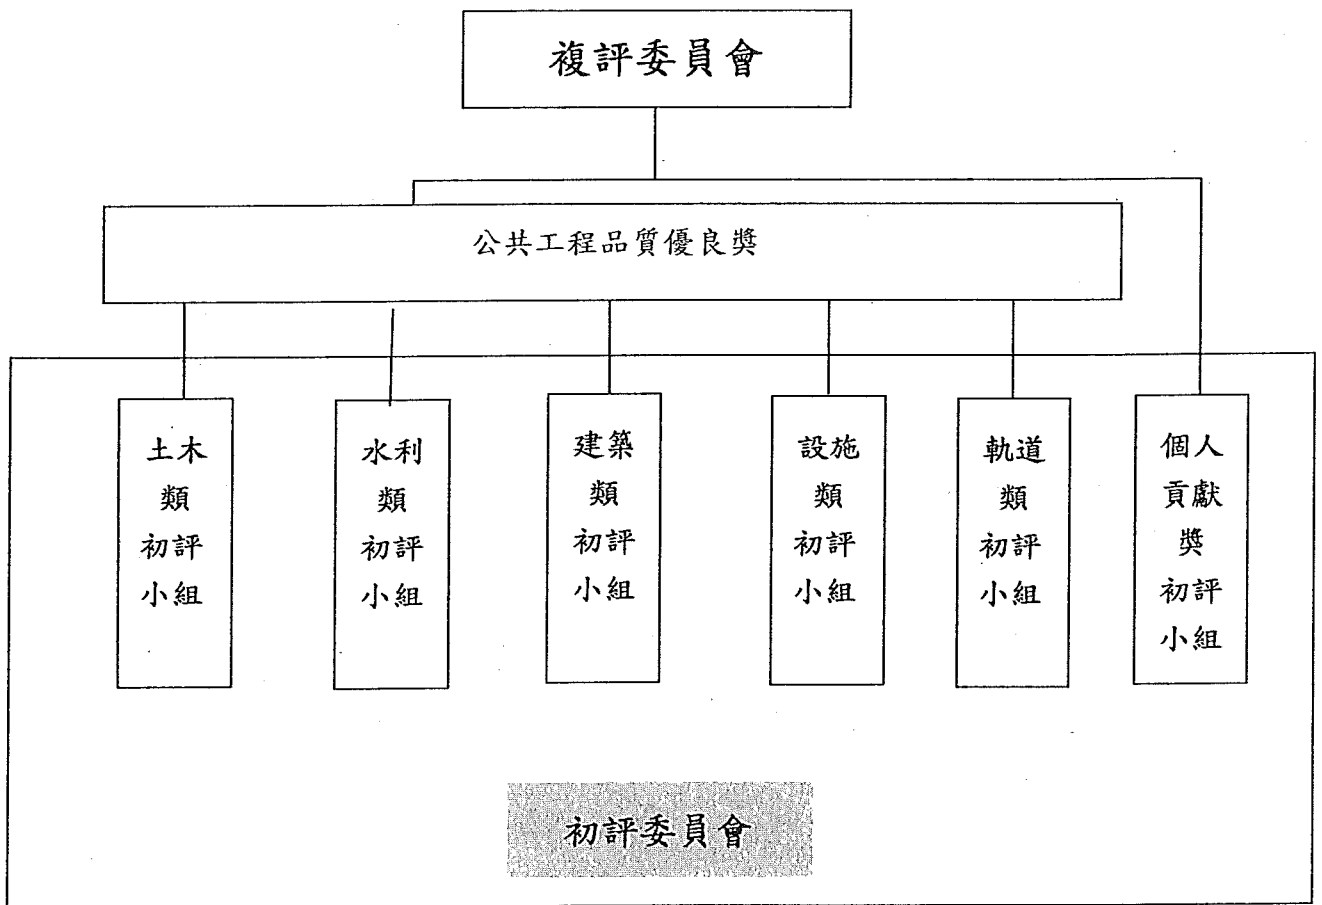 複評委員會
公共工程品質優良獎
土木
類
初評
小組
水利
類
初評
小組
建築
類
初評
小組
設施
類
初評
小組
軌道
類
初評
小組
個人
貢獻
獎
初評
小組
初評委員會